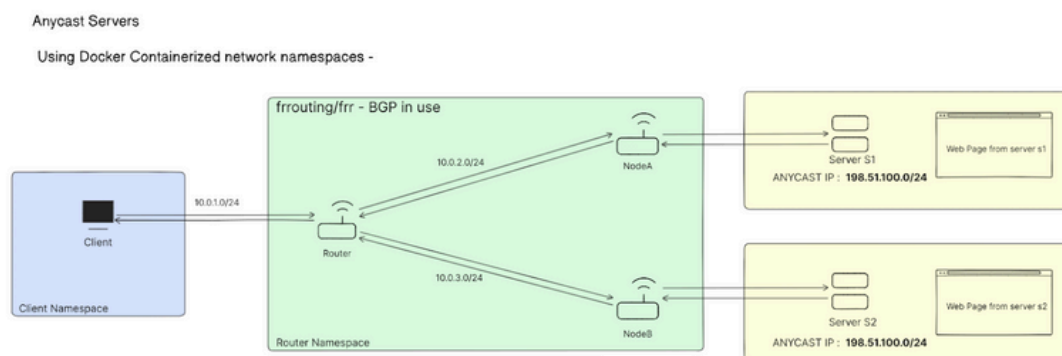 Anycast Servers
Using Docker Containerized network namespaces -
frrouting/frr - BGP in use
10.0.1.0/24
Client
Client Namespace
Router
10.0.2.0/24
10.0.3.0/24
NodeA
NodeB
Router Namespace
Server S1
ANYCAST IP : 198.51.100.0/24
Web Page from server s1
Server S2
ANYCAST IP : 198.51.100.0/24
Web Page from server s2